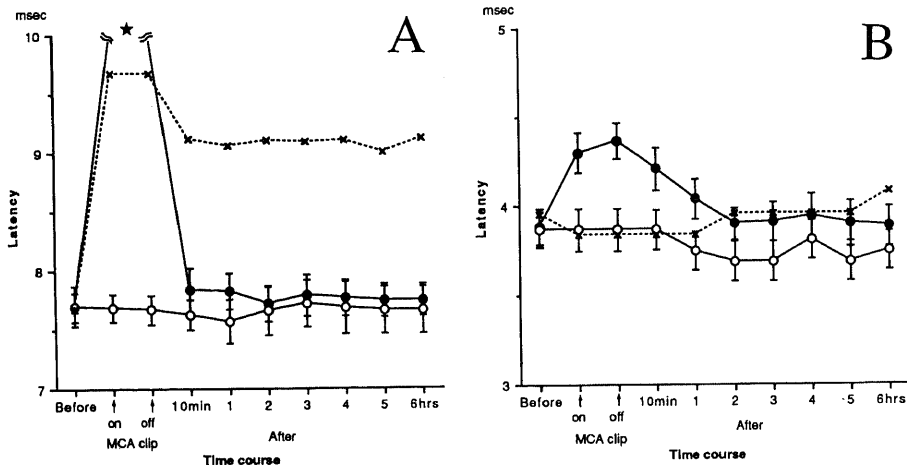 msec
10
9
8
7
Latency
★
A
Before
on
off
10min
1
2
3
4
5
6hrs
MCA clip
After
Time course
msec
5
4
3
Latency
B
Before
on
off
10min
1
2
3
4
-5
6hrs
MCA clip
After
Time course